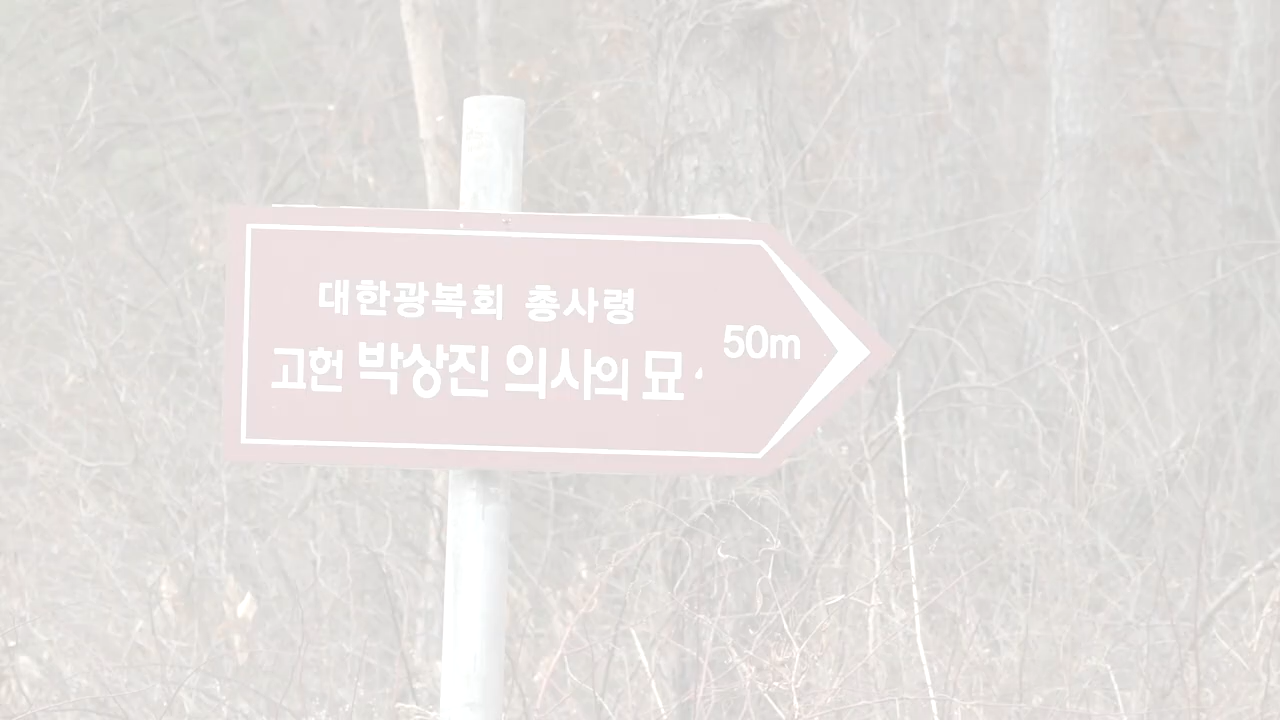 대한광복회 총사령
고헌 박상진 의사의 묘
50m